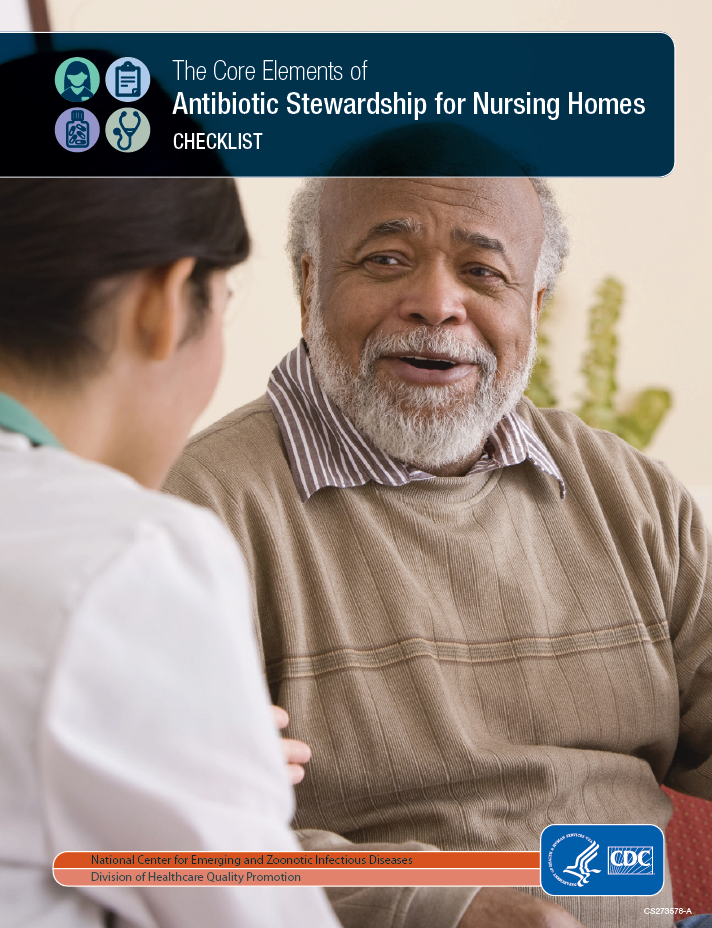 The Core Elements of
Antibiotic Stewardship for Nursing Homes
CHECKLIST
National Center for Emerging and Zoonotic Infectious Diseases
Division of Healthcare Quality Promotion
CDC
CS273578-A